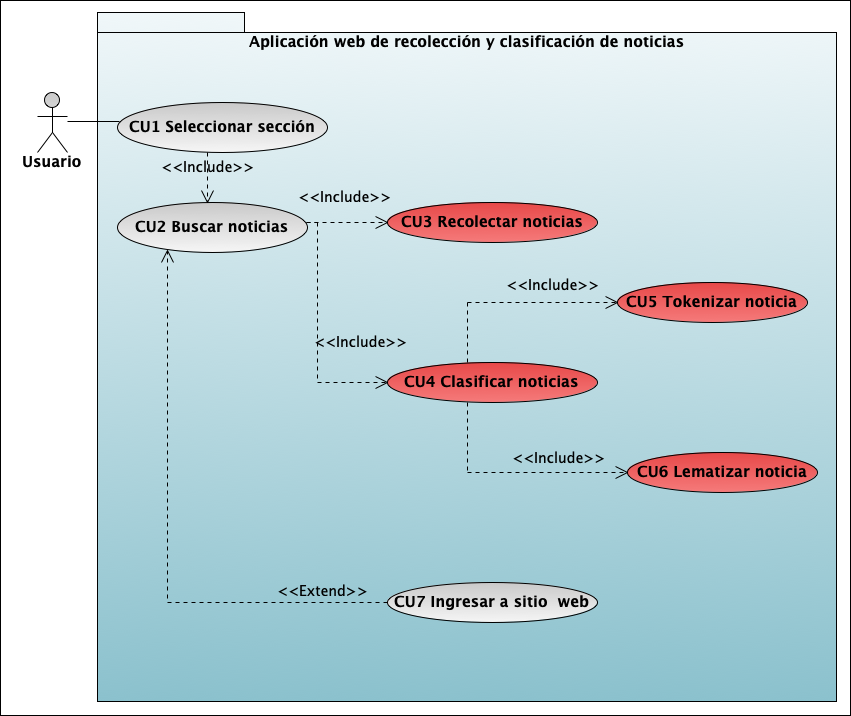 Aplicación web de recolección y clasificación de noticias
Usuario
CU1 Seleccionar sección
<<Include>>
CU2 Buscar noticias
<<Include>>
CU3 Recolectar noticias
<<Include>>
CU5 Tokenizar noticia
<<Include>>
CU4 Clasificar noticias
<<Include>>
CU6 Lematizar noticia
<<Extend>>
CU7 Ingresar a sitio  web